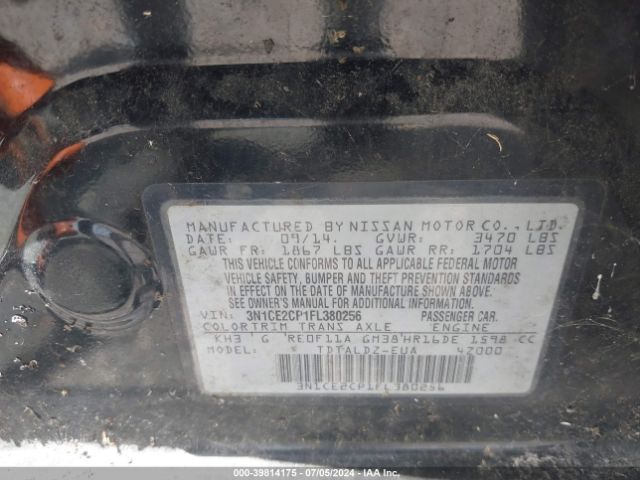 MANUFACTURED BY NISSAN MOTOR CO., LTD.
DATE: 09/14. GVWR: 3470 LBS
GAWR FR: 1867 LBS GAWR RR: 1704 LBS
THIS VEHICLE CONFORMS TO ALL APPLICABLE FEDERAL MOTOR
VEHICLE SAFETY, BUMPER AND THEFT PREVENTION STANDARDS
IN EFFECT ON THE DATE OF MANUFACTURE SHOWN ABOVE.
SEE OWNER'S MANUAL FOR ADDITIONAL INFORMATION.
VIN: 3N1CE2CP1FL380256 PASSENGER CAR.
COLOR TRIM TRANS AXLE ENGINE
KH3 G RE0F11A GM38 HR16DE 1598 CC
MODEL TDTALDZ-EUA 47000
3N1CE2CP1FL380256
000-39814175 - 07/05/2024 - IAA Inc.